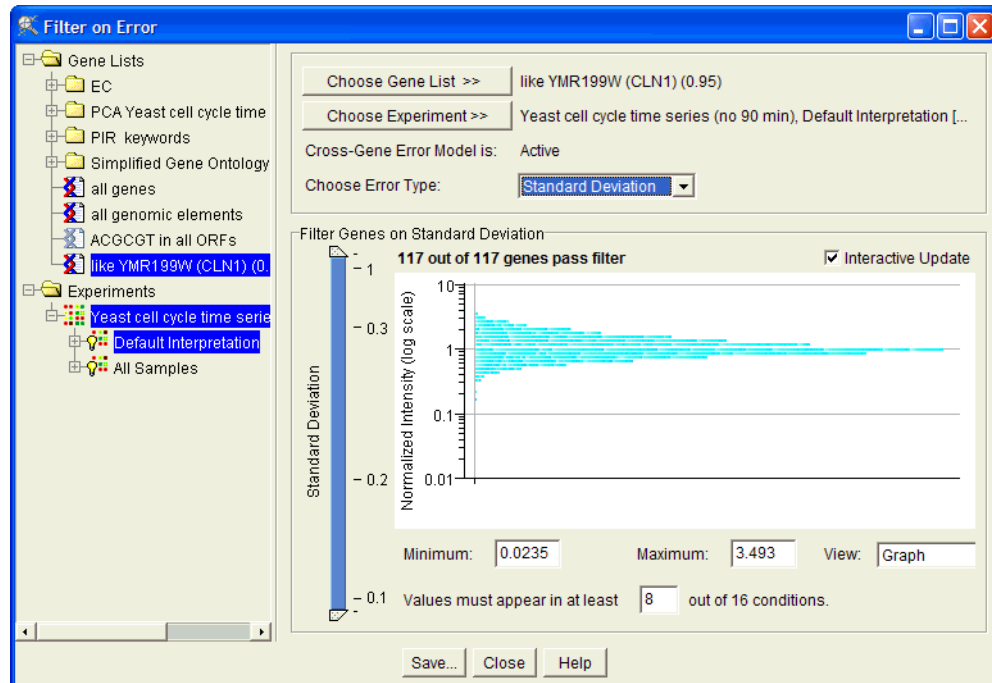 Filter on Error
Gene Lists
EC
PCA Yeast cell cycle time
PIR keywords
Simplified Gene Ontology
all genes
all genomic elements
ACGCGT in all ORFs
like YMR199W (CLN1) (0.
Experiments
Yeast cell cycle time serie
Default Interpretation
All Samples
Choose Gene List >> like YMR199W (CLN1) (0.95)
Choose Experiment >> Yeast cell cycle time series (no 90 min), Default Interpretation [...
Cross-Gene Error Model is: Active
Choose Error Type: Standard Deviation
Filter Genes on Standard Deviation
117 out of 117 genes pass filter
Interactive Update
Standard Deviation
1
0.3
0.2
0.1
Normalized Intensity (log scale)
10
1
0.1
0.01
Minimum: 0.0235 Maximum: 3.493 View: Graph
Values must appear in at least 8 out of 16 conditions.
Save... Close Help